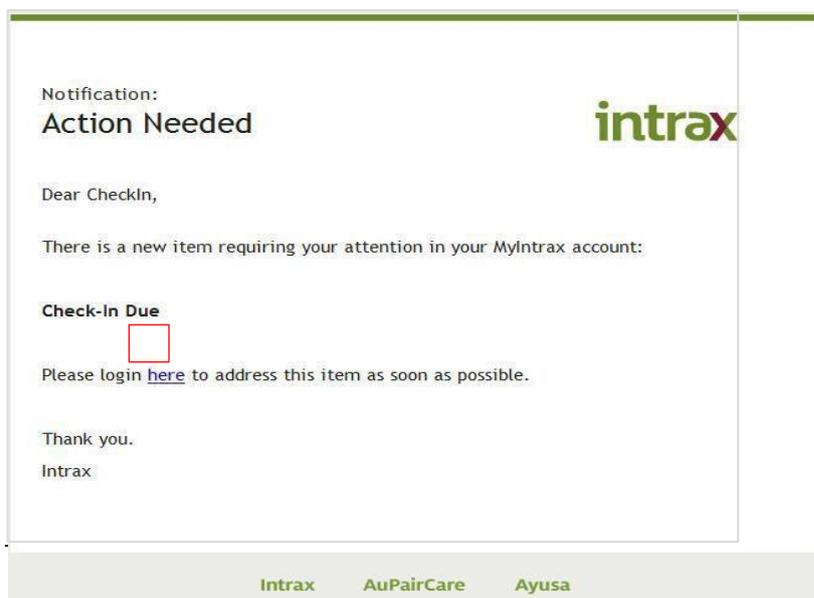 Notification:
Action Needed
intrax
Dear CheckIn,
There is a new item requiring your attention in your MyIntrax account:
Check-In Due
Please login here to address this item as soon as possible.
Thank you.
Intrax
Intrax AuPairCare Ayusa